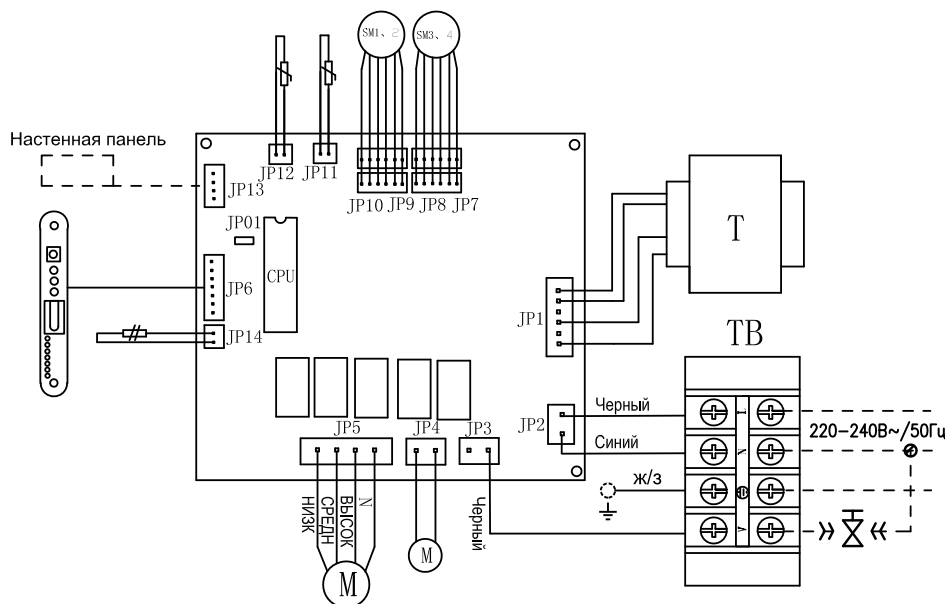 SM1、 2
SM3、 4
Настенная панель
JP12
JP11
JP13
JP10
JP9
JP8
JP7
JP01
T
CPU
JP6
JP1
JP14
TB
Черный
L
JP5
JP4
JP3
JP2
220-240В~/50Гц
Синий
N
ж/з
НИЗК
СРЕДН
ВЫСОК
N
Черный
V
M
M